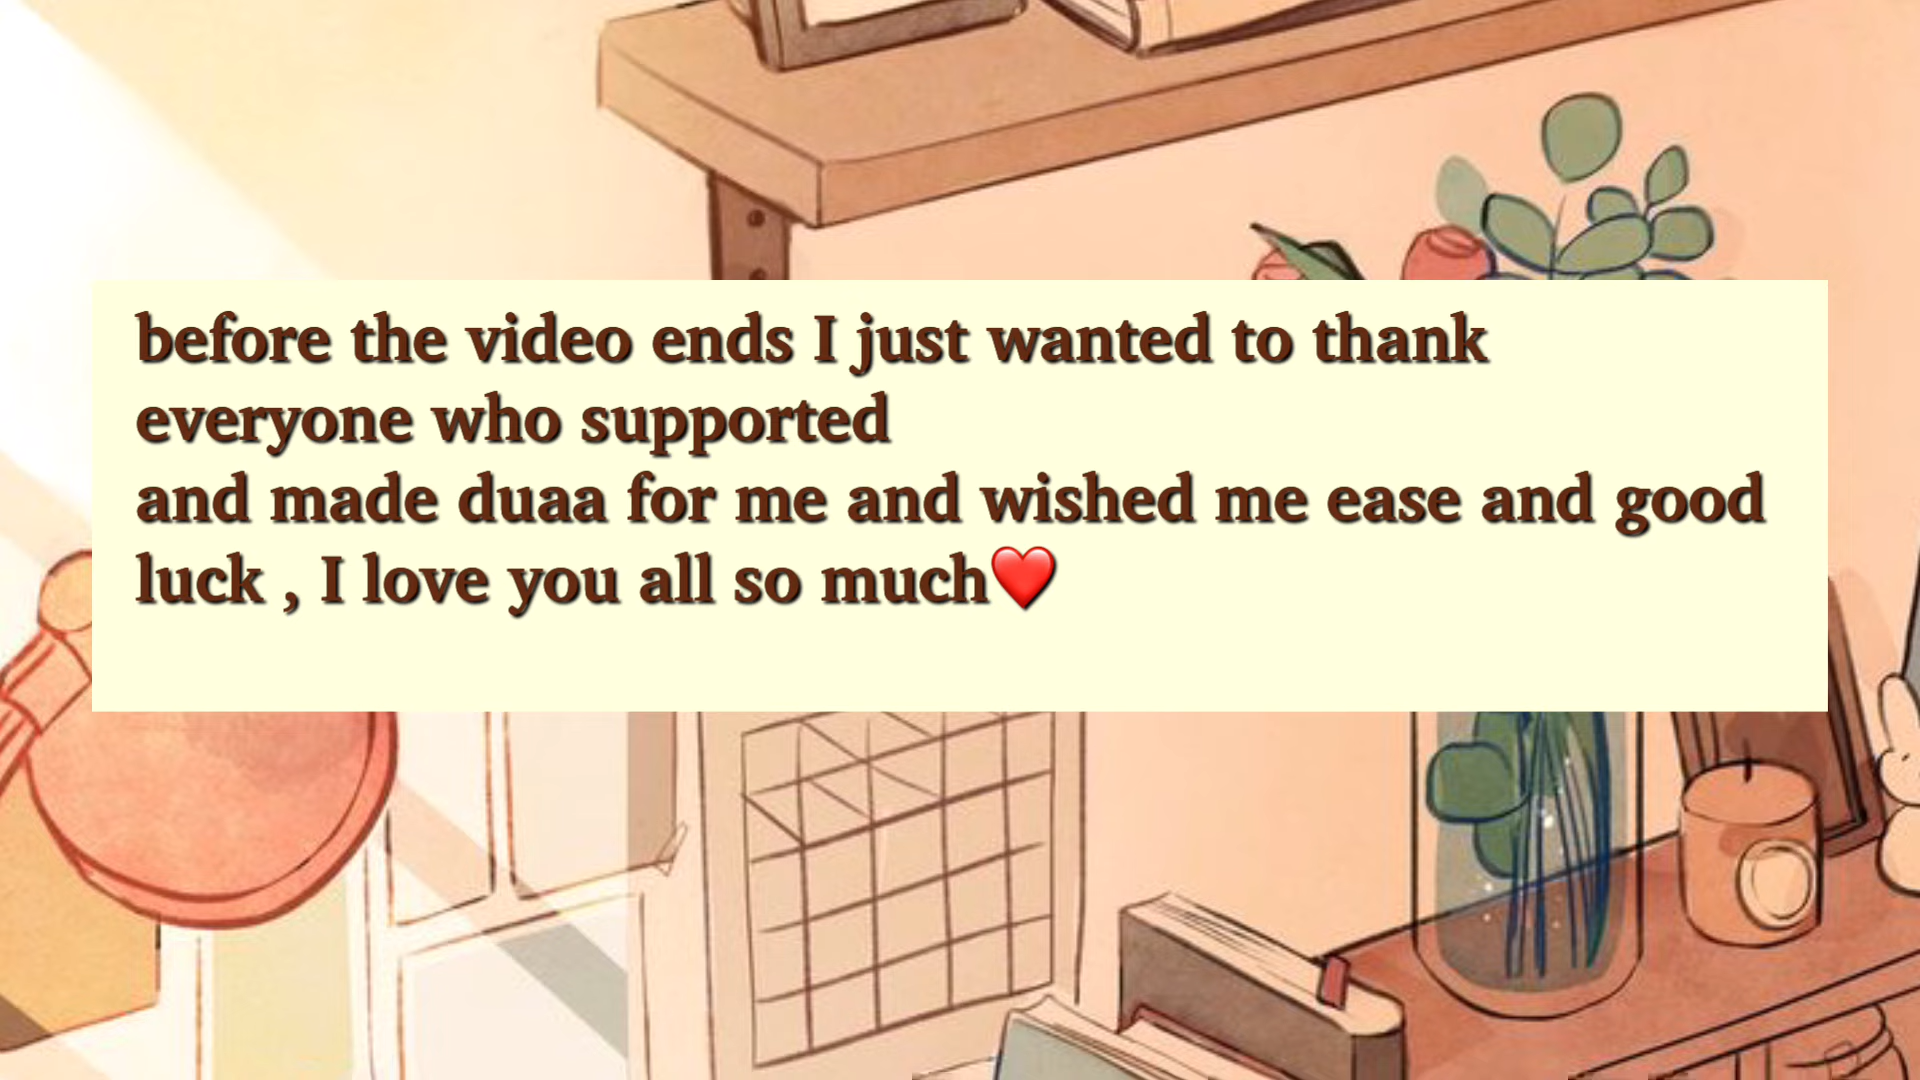 before the video ends I just wanted to thank
everyone who supported
and made duaa for me and wished me ease and good
luck , I love you all so much❤️